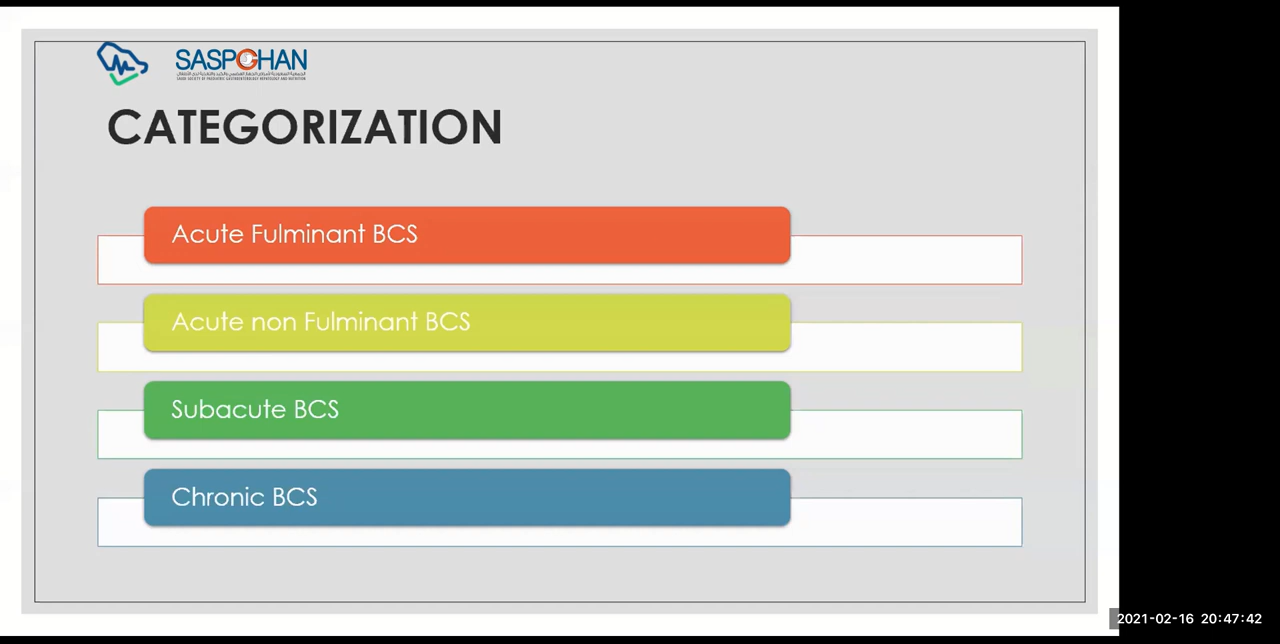 SASPGHAN
CATEGORIZATION
Acute Fulminant BCS
Acute non Fulminant BCS
Subacute BCS
Chronic BCS
2021-02-16 20:47:42